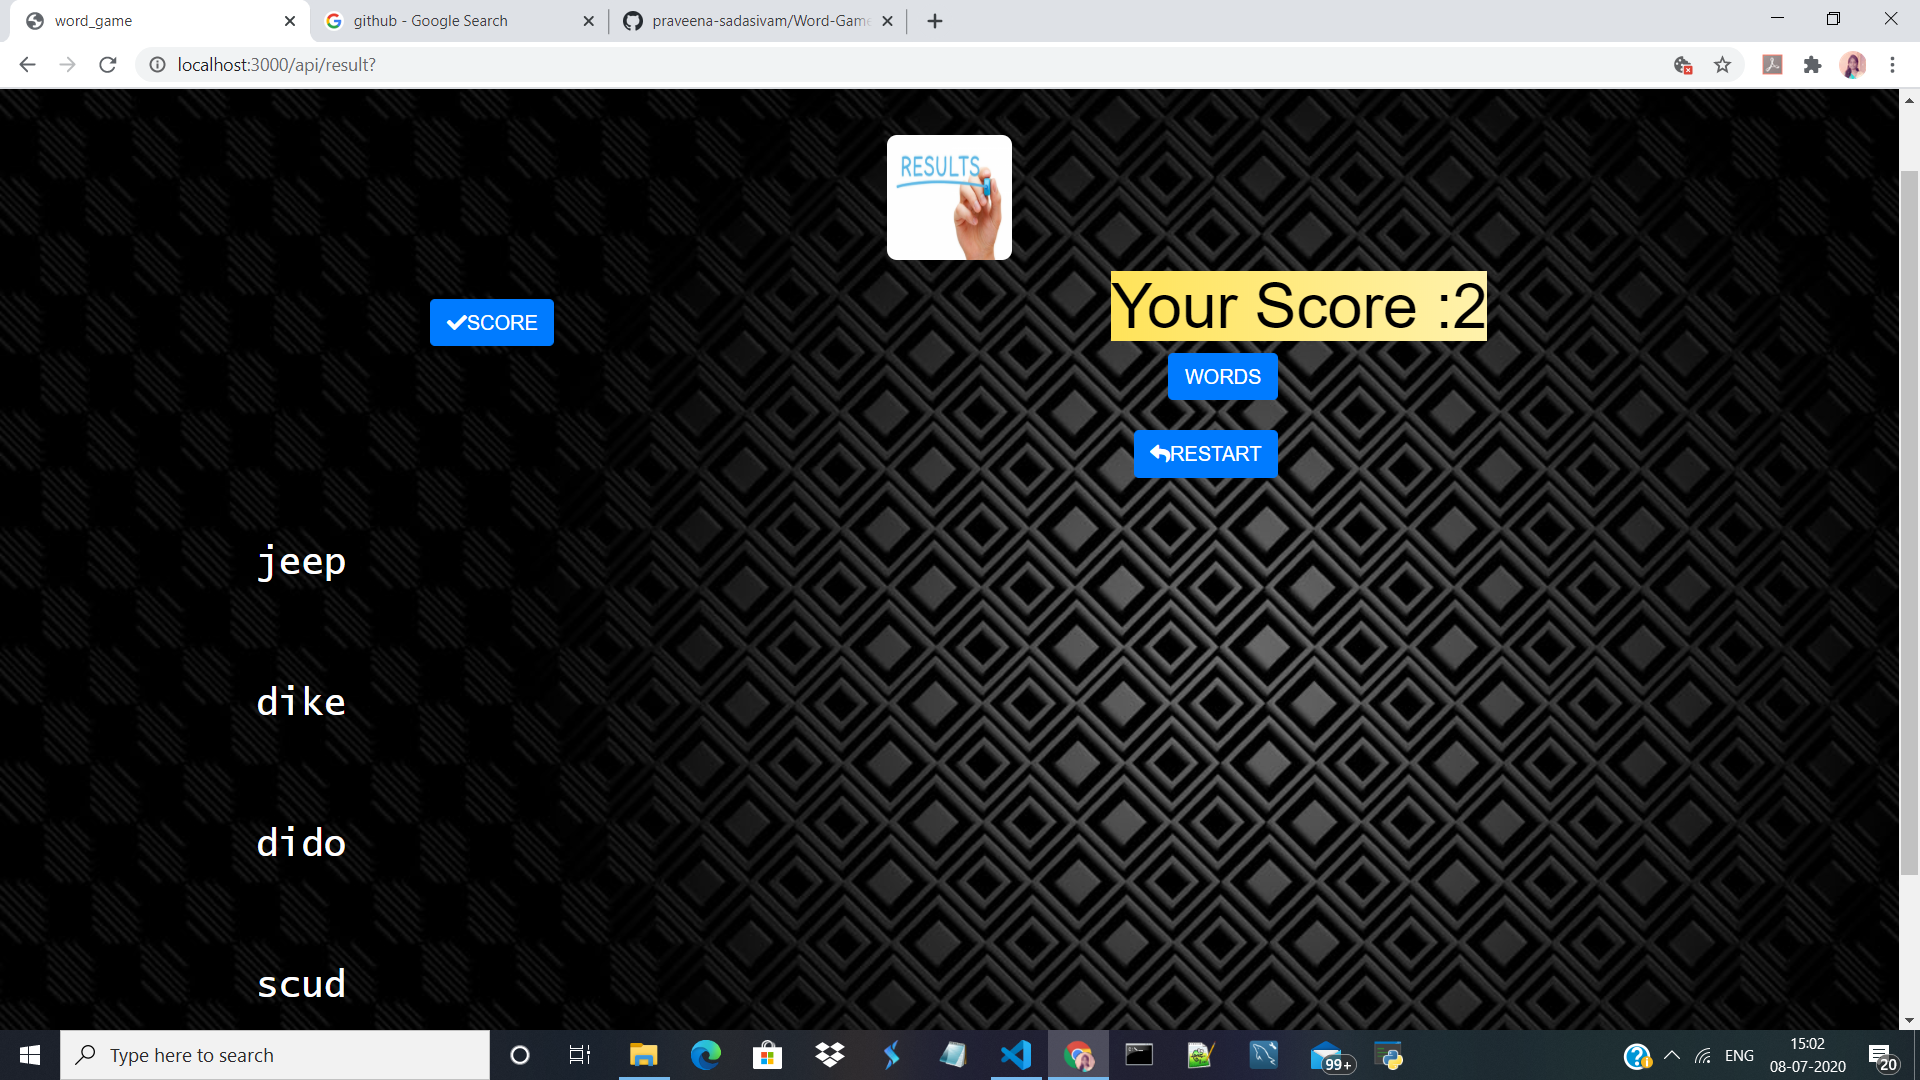 word_game
github - Google Search
praveena-sadasivam/Word-Game
localhost:3000/api/result?
RESULTS
Your Score :2
SCORE
WORDS
RESTART
jeep
dike
dido
scud
Type here to search
99+
ENG
15:02
08-07-2020
20